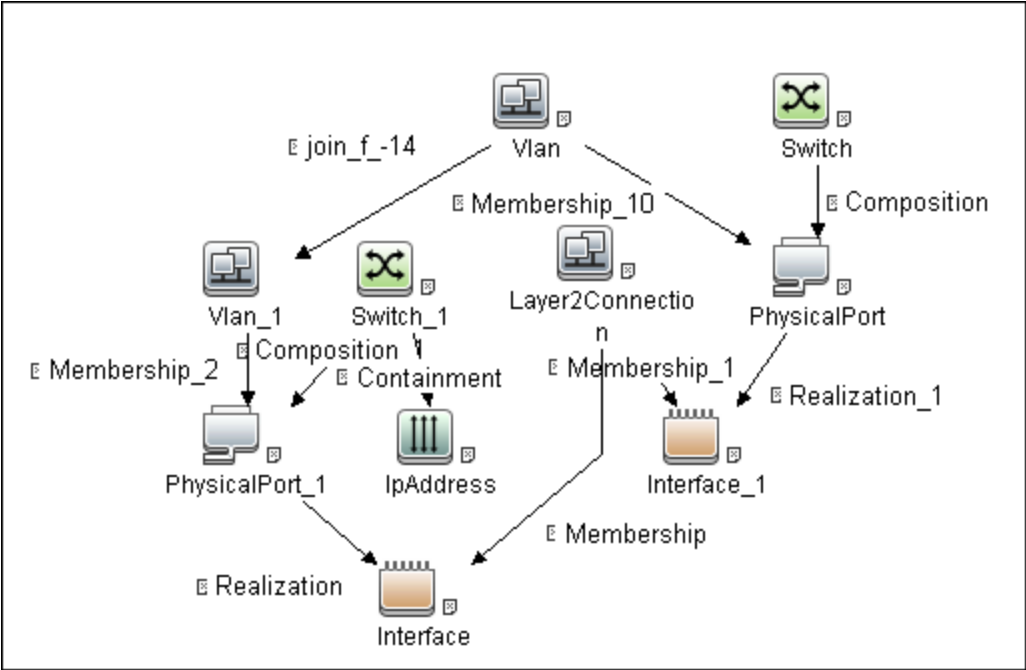 join_f_-14
Vlan
Switch
Membership_10
Composition
Vlan_1
Switch_1
Layer2Connectio
n
PhysicalPort
Membership_2
Composition_1
Containment
Membership_1
Realization_1
PhysicalPort_1
IpAddress
Interface_1
Membership
Realization
Interface